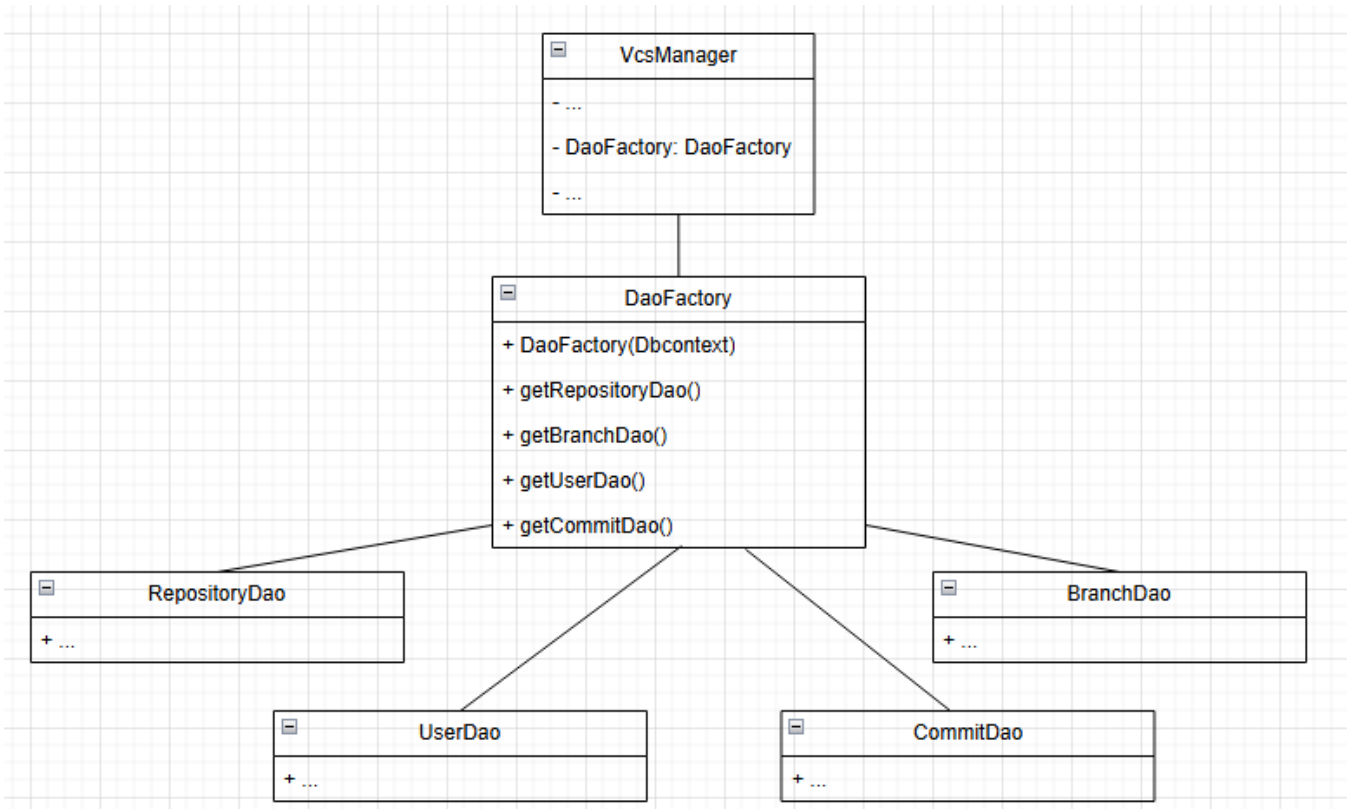 VcsManager
- ...
- DaoFactory: DaoFactory
- ...
DaoFactory
+ DaoFactory(Dbcontext)
+ getRepositoryDao()
+ getBranchDao()
+ getUserDao()
+ getCommitDao()
RepositoryDao
+ ...
BranchDao
+ ...
UserDao
+ ...
CommitDao
+ ...